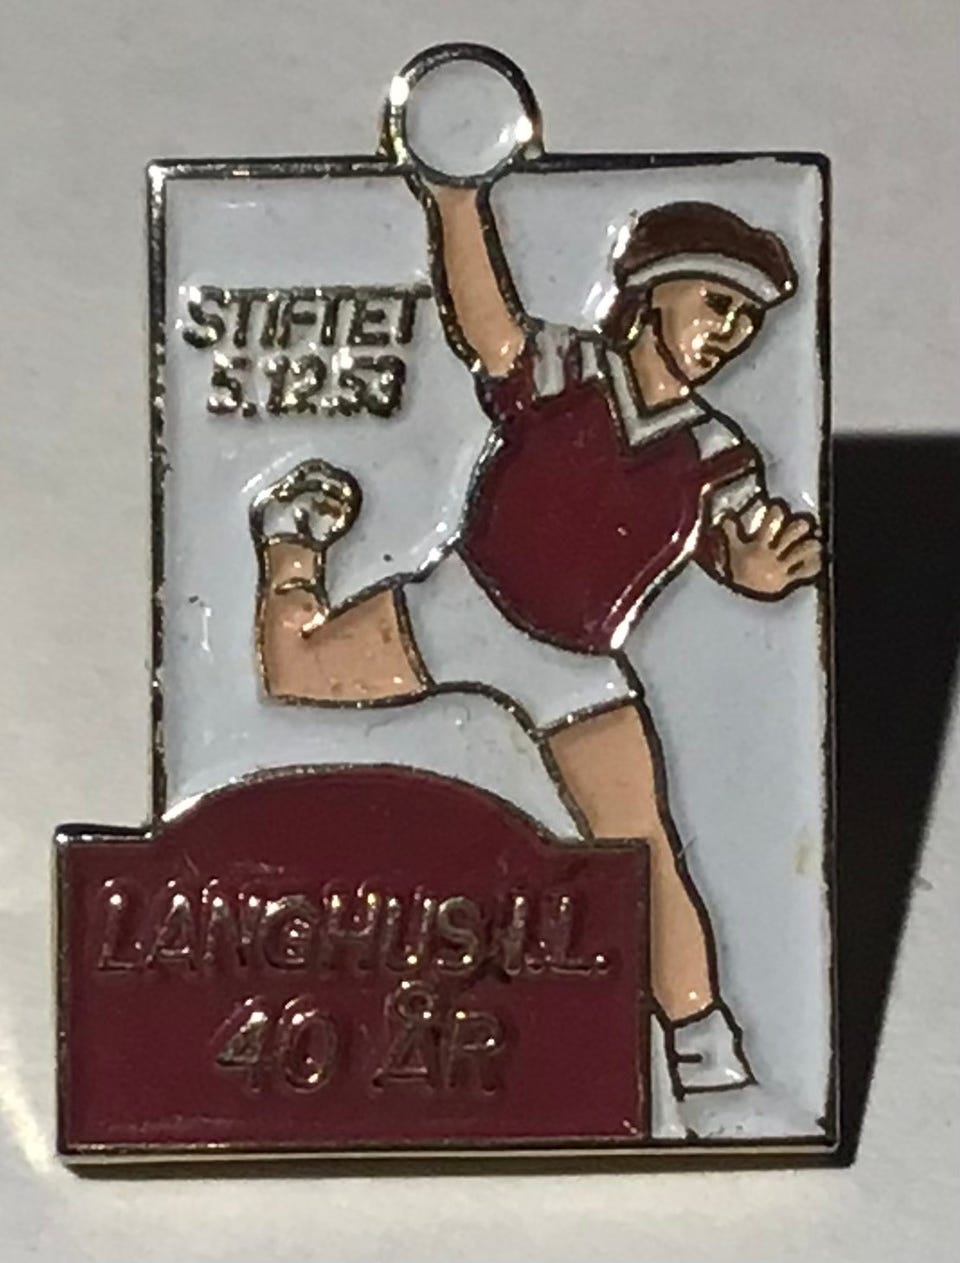 STIFTET
5.12.53
LANGHUS I.L.
40 ÅR